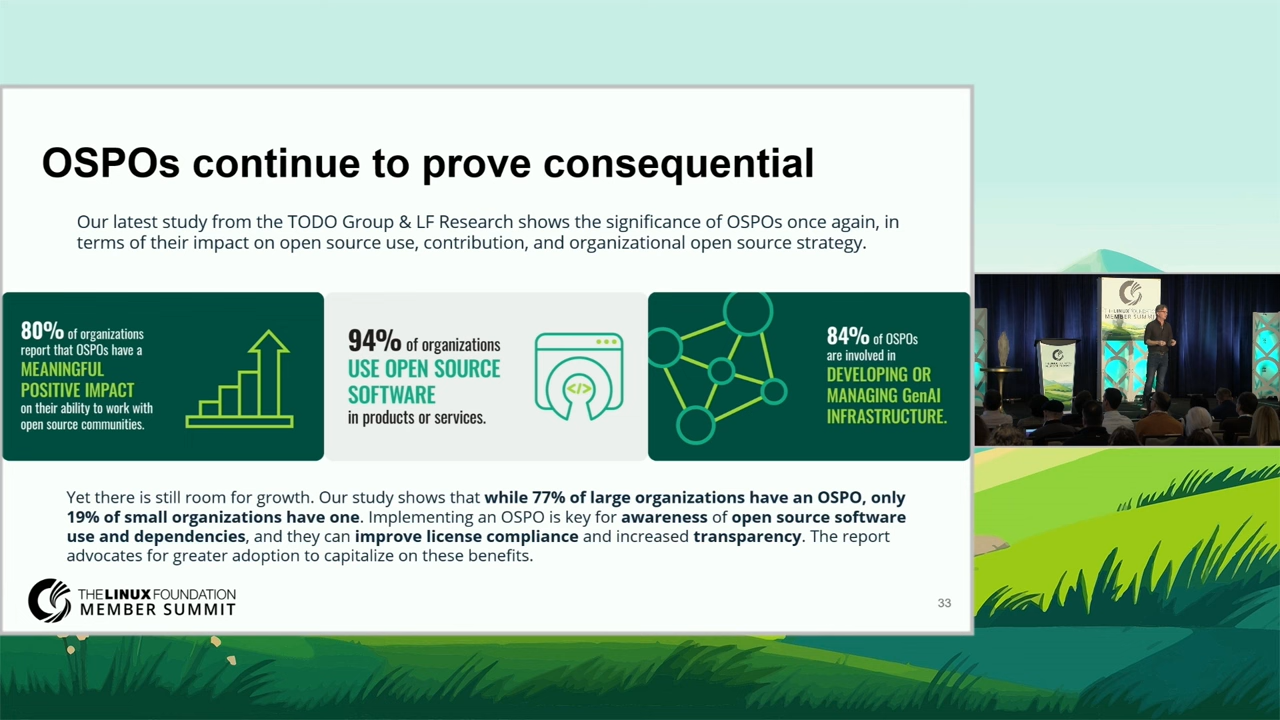 OSPOs continue to prove consequential
Our latest study from the TODO Group & LF Research shows the significance of OSPOs once again, in
terms of their impact on open source use, contribution, and organizational open source strategy.
80% of organizations
report that OSPOs have a
MEANINGFUL
POSITIVE IMPACT
on their ability to work with
open source communities.
94% of organizations
USE OPEN SOURCE
SOFTWARE
in products or services.
</>
84% of OSPOs
are involved in
DEVELOPING OR
MANAGING GenAI
INFRASTRUCTURE.
Yet there is still room for growth. Our study shows that while 77% of large organizations have an OSPO, only
19% of small organizations have one. Implementing an OSPO is key for awareness of open source software
use and dependencies, and they can improve license compliance and increased transparency. The report
advocates for greater adoption to capitalize on these benefits.
THE LINUX FOUNDATION
MEMBER SUMMIT
33
THE LINUX FOUNDATION
MEMBER SUMMIT